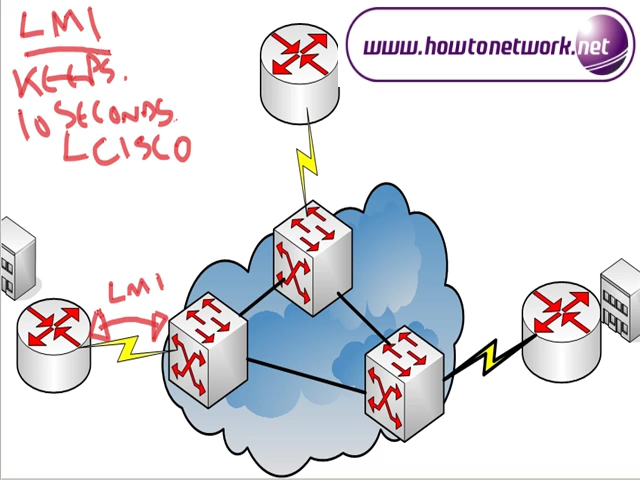 LMI
www.howtonetwork.net
KEEPS.
10 SECONDS.
LCISCO
LMI